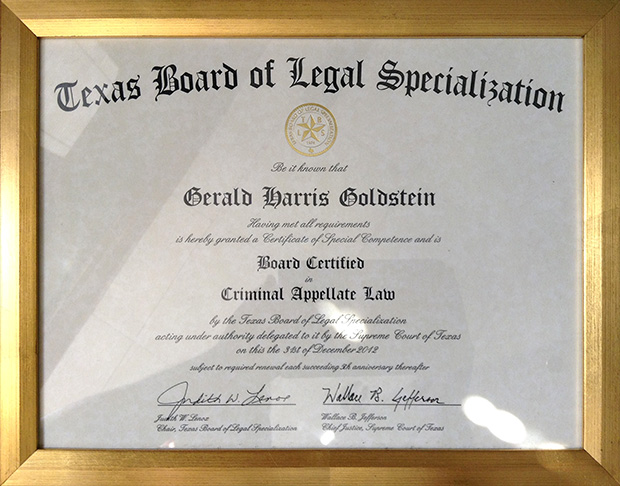 Texas Board of Legal Specialization
Be it known that
Gerald Harris Goldstein
Having met all requirements
is hereby granted a Certificate of Special Competence and is
Board Certified
in
Criminal Appellate Law
by the Texas Board of Legal Specialization
acting under authority delegated to it by the Supreme Court of Texas
on this the 31st of December 2012
subject to required renewal each succeeding 5th anniversary thereafter
Judith W. Lenox Wallace B. Jefferson
Judith W. Lenox Wallace B. Jefferson
Chair, Texas Board of Legal Specialization Chief Justice, Supreme Court of Texas